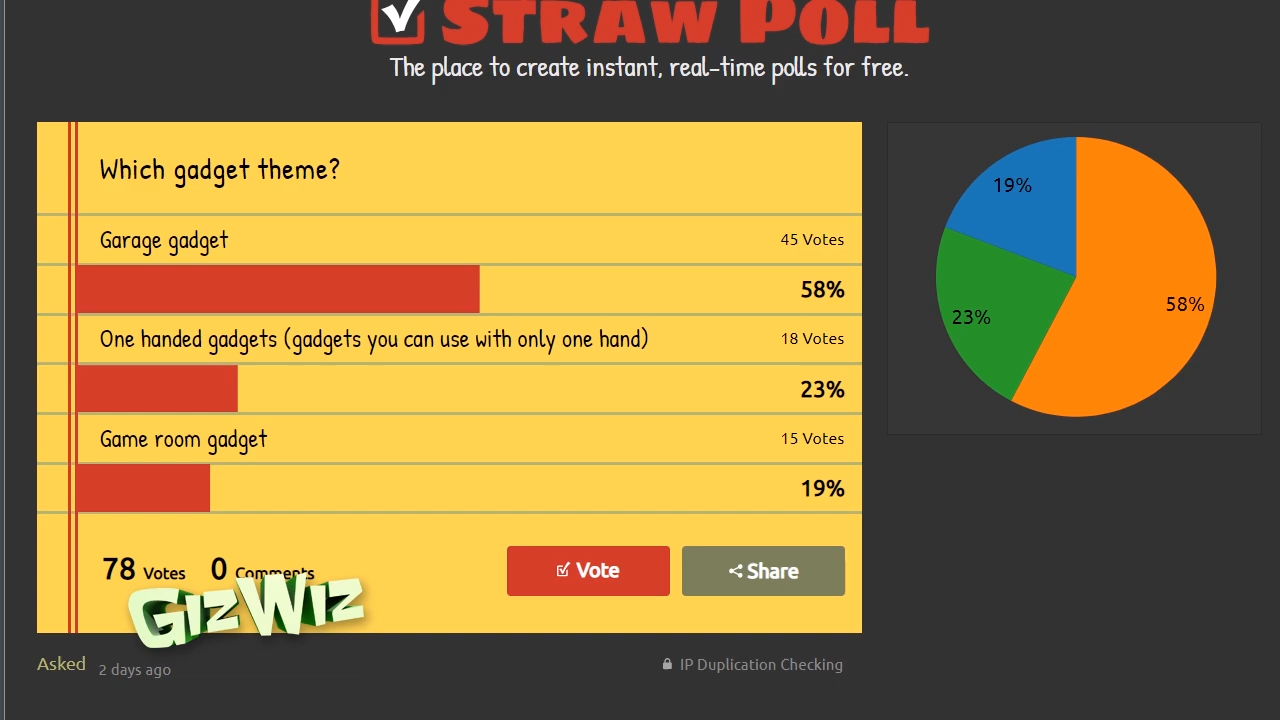 STRAW POLL
The place to create instant, real-time polls for free.
Which gadget theme?
Garage gadget 45 Votes
58%
One handed gadgets (gadgets you can use with only one hand) 18 Votes
23%
Game room gadget 15 Votes
19%
78 Votes 0 Comments Vote Share
GIZWIZ
Asked 2 days ago IP Duplication Checking
19%
23%
58%